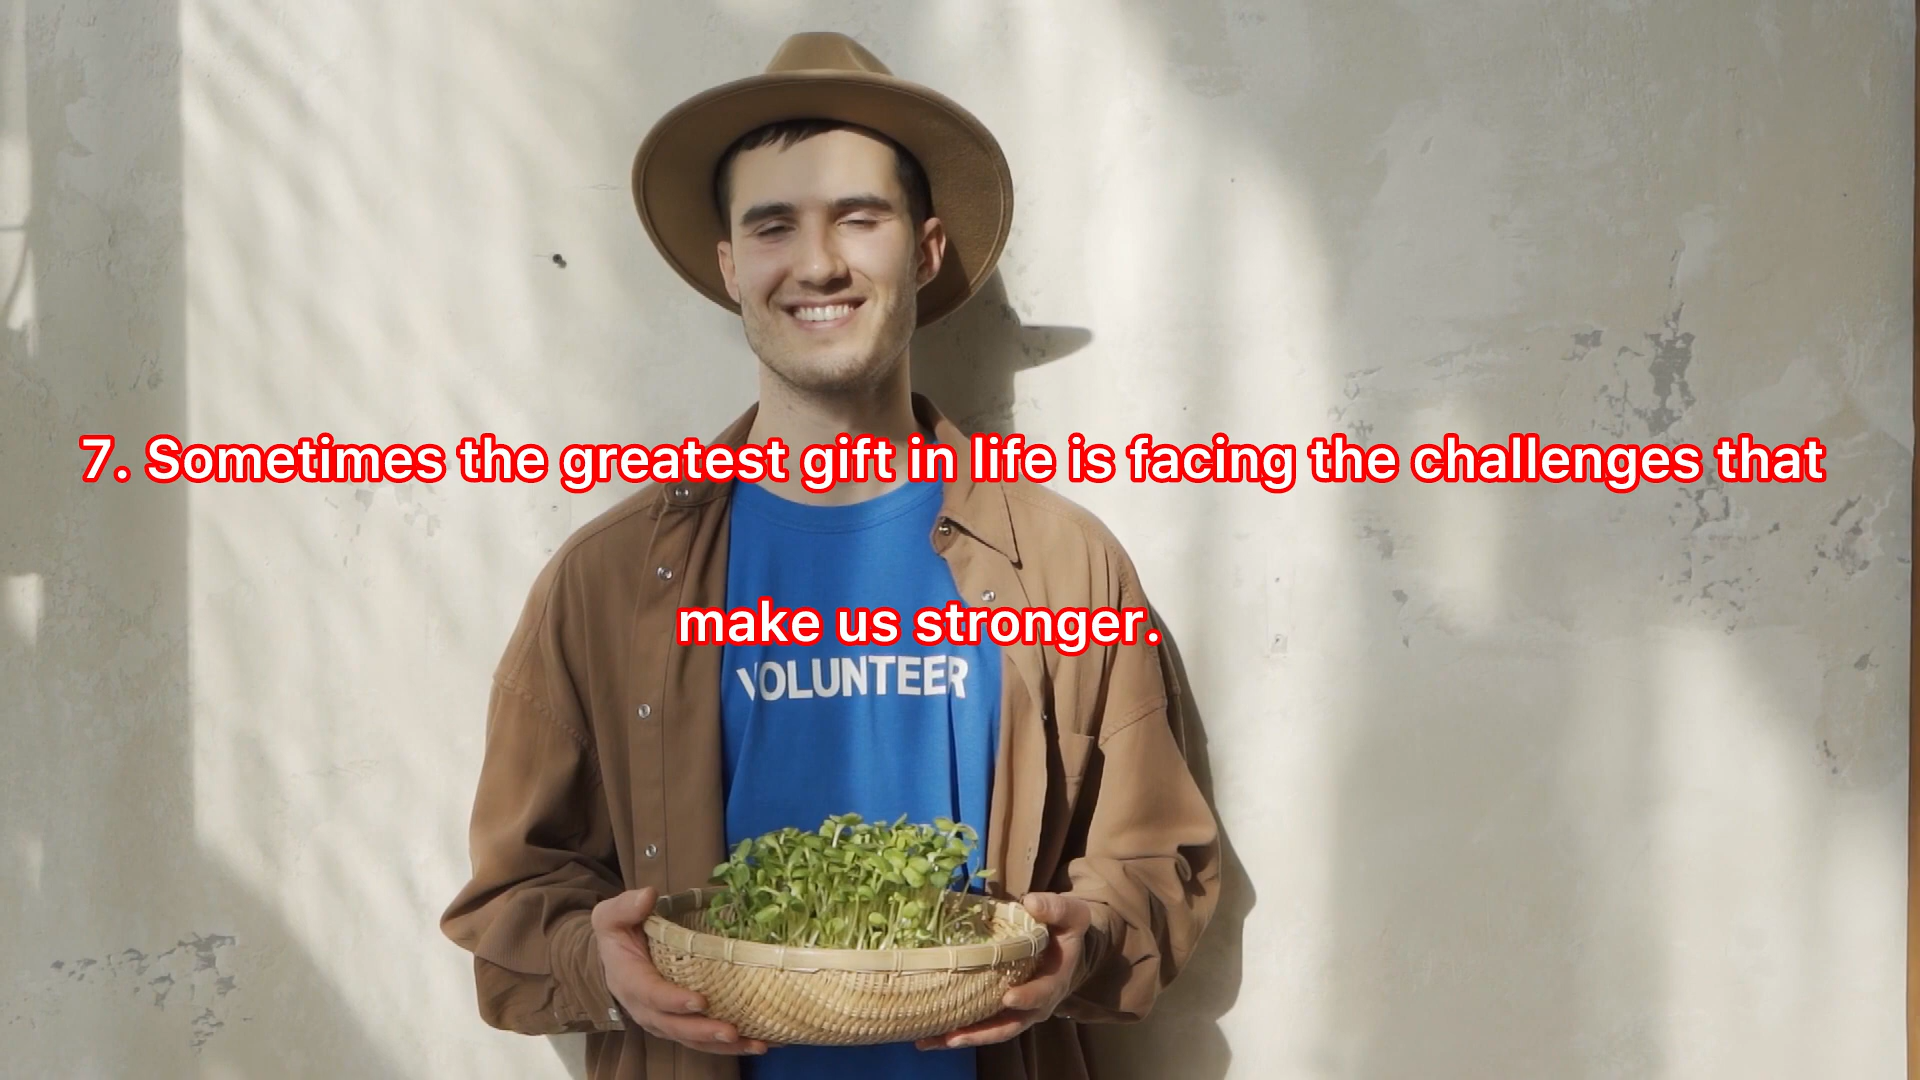 7. Sometimes the greatest gift in life is facing the challenges that
make us stronger.
VOLUNTEER